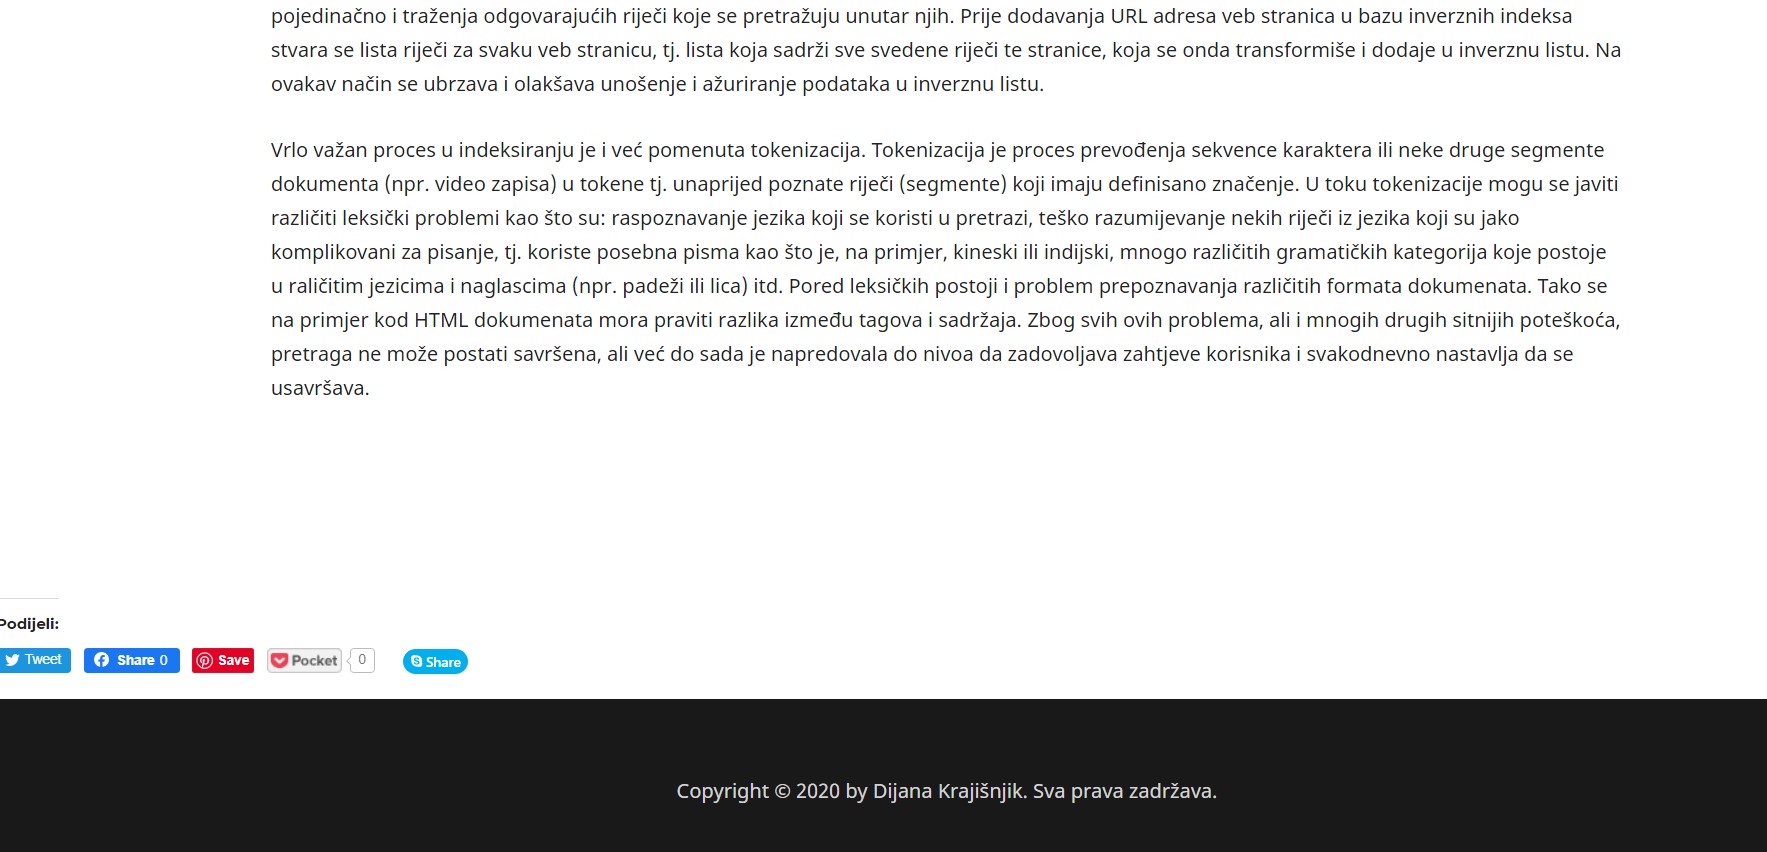 pojedinačno i traženja odgovarajućih riječi koje se pretražuju unutar njih. Prije dodavanja URL adresa veb stranica u bazu inverznih indeksa
stvara se lista riječi za svaku veb stranicu, tj. lista koja sadrži sve svedene riječi te stranice, koja se onda transformiše i dodaje u inverznu listu. Na
ovakav način se ubrzava i olakšava unošenje i ažuriranje podataka u inverznu listu.
Vrlo važan proces u indeksiranju je i već pomenuta tokenizacija. Tokenizacija je proces prevođenja sekvence karaktera ili neke druge segmente
dokumenta (npr. video zapisa) u tokene tj. unaprijed poznate riječi (segmente) koji imaju definisano značenje. U toku tokenizacije mogu se javiti
različiti leksički problemi kao što su: raspoznavanje jezika koji se koristi u pretrazi, teško razumijevanje nekih riječi iz jezika koji su jako
komplikovani za pisanje, tj. koriste posebna pisma kao što je, na primjer, kineski ili indijski, mnogo različitih gramatičkih kategorija koje postoje
u raličitim jezicima i naglascima (npr. padeži ili lica) itd. Pored leksičkih postoji i problem prepoznavanja različitih formata dokumenata. Tako se
na primjer kod HTML dokumenata mora praviti razlika između tagova i sadržaja. Zbog svih ovih problema, ali i mnogih drugih sitnijih poteškoća,
pretraga ne može postati savršena, ali već do sada je napredovala do nivoa da zadovoljava zahtjeve korisnika i svakodnevno nastavlja da se
usavršava.
Podijeli:
Tweet Share 0 Save Pocket 0 Share
Copyright © 2020 by Dijana Krajišnjik. Sva prava zadržava.